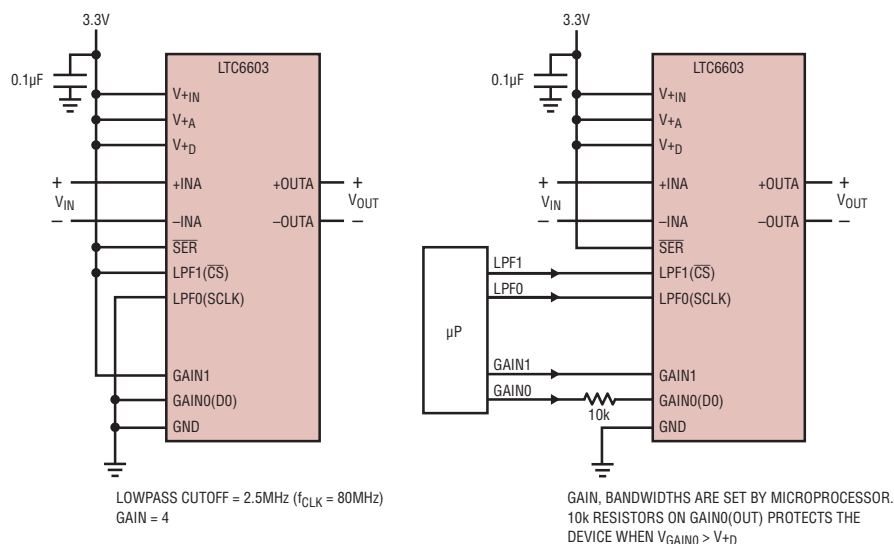 3.3V
0.1µF
LTC6603
V+IN
V+A
V+D
+
VIN
–
+INA
–INA
+OUTA
–OUTA
+
VOUT
–
SER
LPF1(CS)
LPF0(SCLK)
GAIN1
GAIN0(D0)
GND
LOWPASS CUTOFF = 2.5MHz (fCLK = 80MHz)
GAIN = 4
3.3V
0.1µF
LTC6603
V+IN
V+A
V+D
+
VIN
–
+INA
–INA
+OUTA
–OUTA
+
VOUT
–
SER
LPF1(CS)
LPF0(SCLK)
µP
LPF1
LPF0
GAIN1
GAIN0
10k
GAIN1
GAIN0(D0)
GND
GAIN, BANDWIDTHS ARE SET BY MICROPROCESSOR.
10k RESISTORS ON GAIN0(OUT) PROTECTS THE
DEVICE WHEN VGAIN0 > V+D